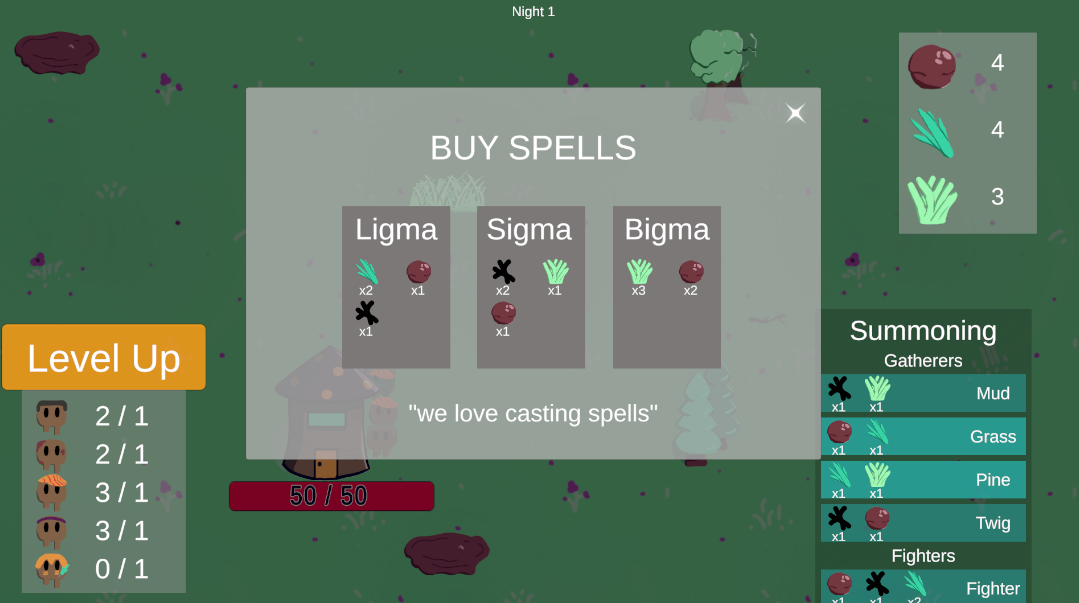 Night 1
4
4
3
BUY SPELLS
Ligma
x2 x1
x1
Sigma
x2 x1
x1
Bigma
x3 x2
"we love casting spells"
Level Up
2 / 1
2 / 1
3 / 1
3 / 1
0 / 1
50 / 50
Summoning
Gatherers
x1 x1 Mud
x1 x1 Grass
x1 x1 Pine
x1 x1 Twig
Fighters
x1 x1 x2 Fighter